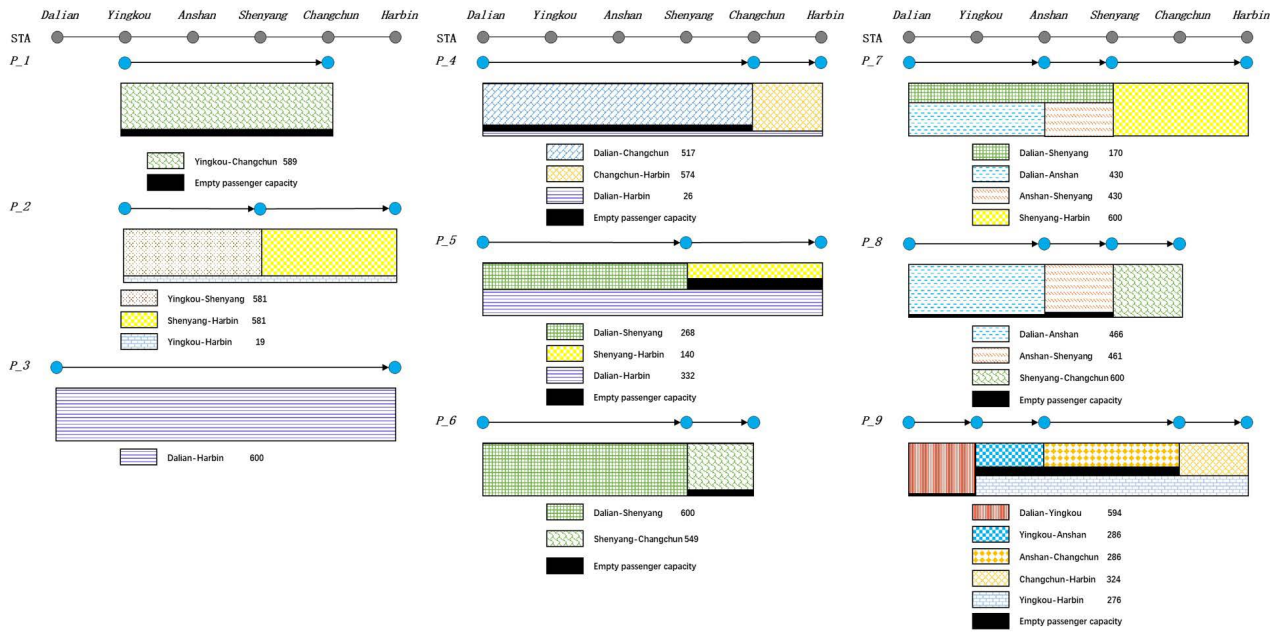 Dalian Yingkou Anshan Shenyang Changchun Harbin
STA
P_1
Yingkou-Changchun 589
Empty passenger capacity
P_2
Yingkou-Shenyang 581
Shenyang-Harbin 581
Yingkou-Harbin 19
P_3
Dalian-Harbin 600
Dalian Yingkou Anshan Shenyang Changchun Harbin
STA
P_4
Dalian-Changchun 517
Changchun-Harbin 574
Dalian-Harbin 26
Empty passenger capacity
P_5
Dalian-Shenyang 268
Shenyang-Harbin 140
Dalian-Harbin 332
Empty passenger capacity
P_6
Dalian-Shenyang 600
Shenyang-Changchun 549
Empty passenger capacity
Dalian Yingkou Anshan Shenyang Changchun Harbin
STA
P_7
Dalian-Shenyang 170
Dalian-Anshan 430
Anshan-Shenyang 430
Shenyang-Harbin 600
P_8
Dalian-Anshan 466
Anshan-Shenyang 461
Shenyang-Changchun 600
Empty passenger capacity
P_9
Dalian-Yingkou 594
Yingkou-Anshan 286
Anshan-Changchun 286
Changchun-Harbin 324
Yingkou-Harbin 276
Empty passenger capacity